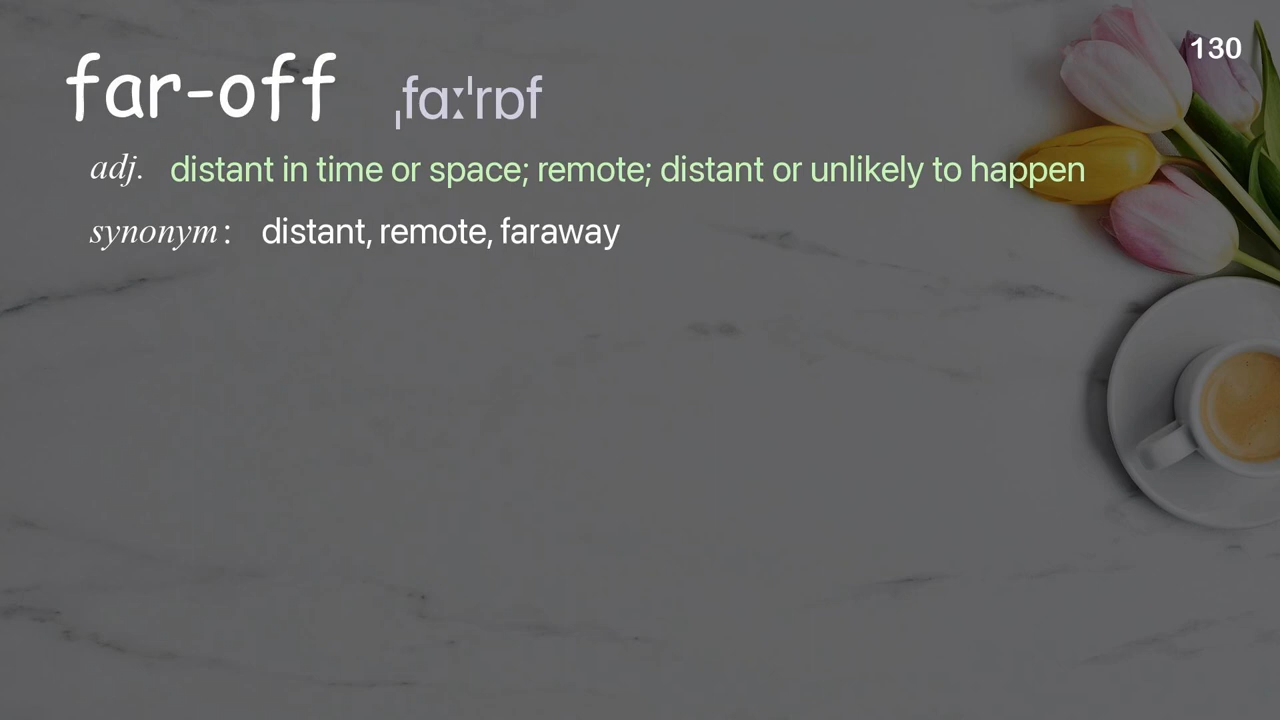 130
far-off ˌfɑːˈrɒf
adj. distant in time or space; remote; distant or unlikely to happen
synonym: distant, remote, faraway